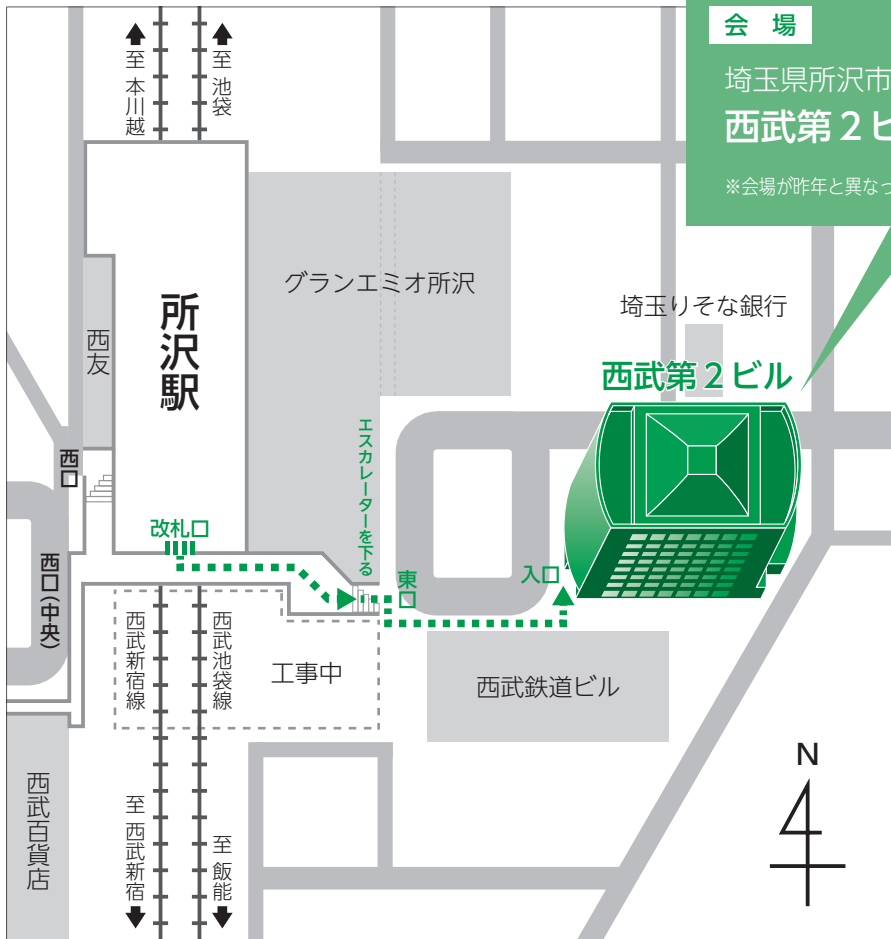 会場
埼玉県所沢市
西武第２ビ
※会場が昨年と異なっ
至 本川越
至 池袋
グランエミオ所沢
埼玉りそな銀行
西武第２ビル
所沢駅
西友
エスカレーターを下る
西口
改札口
東口
入口
西口（中央）
西武新宿線
西武池袋線
工事中
西武鉄道ビル
N
西武百貨店
至 西武新宿
至 飯能